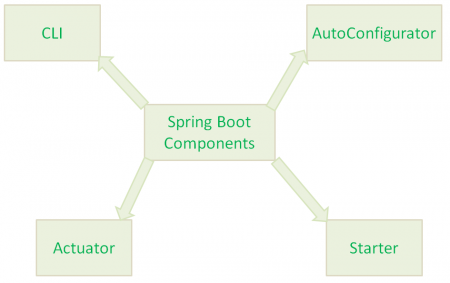 CLI
AutoConfigurator
Spring Boot
Components
Actuator
Starter